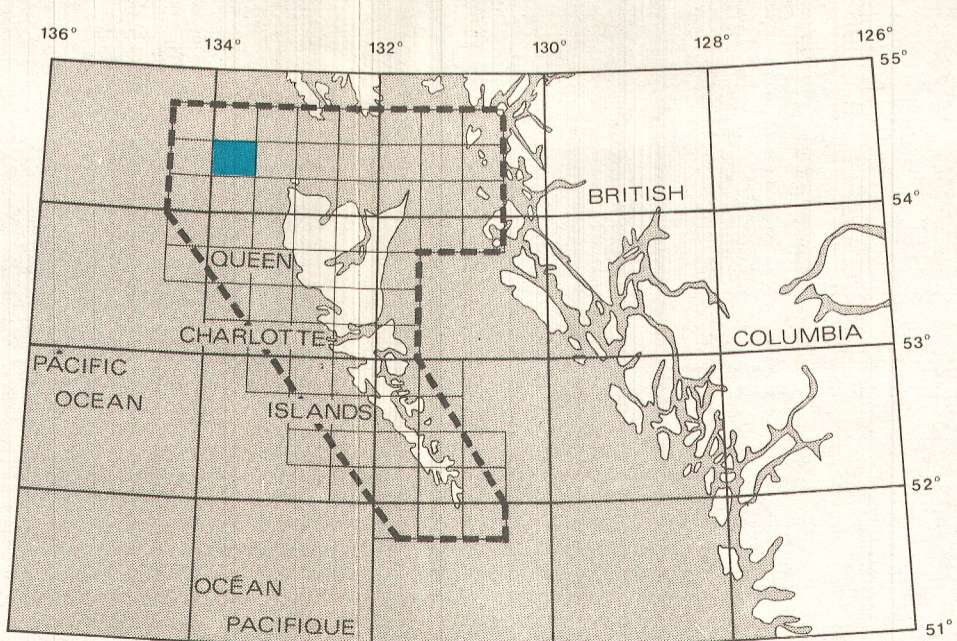 136° 134° 132° 130° 128° 126°
55°
BRITISH
54°
QUEEN
CHARLOTTE
COLUMBIA
53°
PACIFIC
OCEAN
ISLANDS
52°
OCÉAN
PACIFIQUE
51°